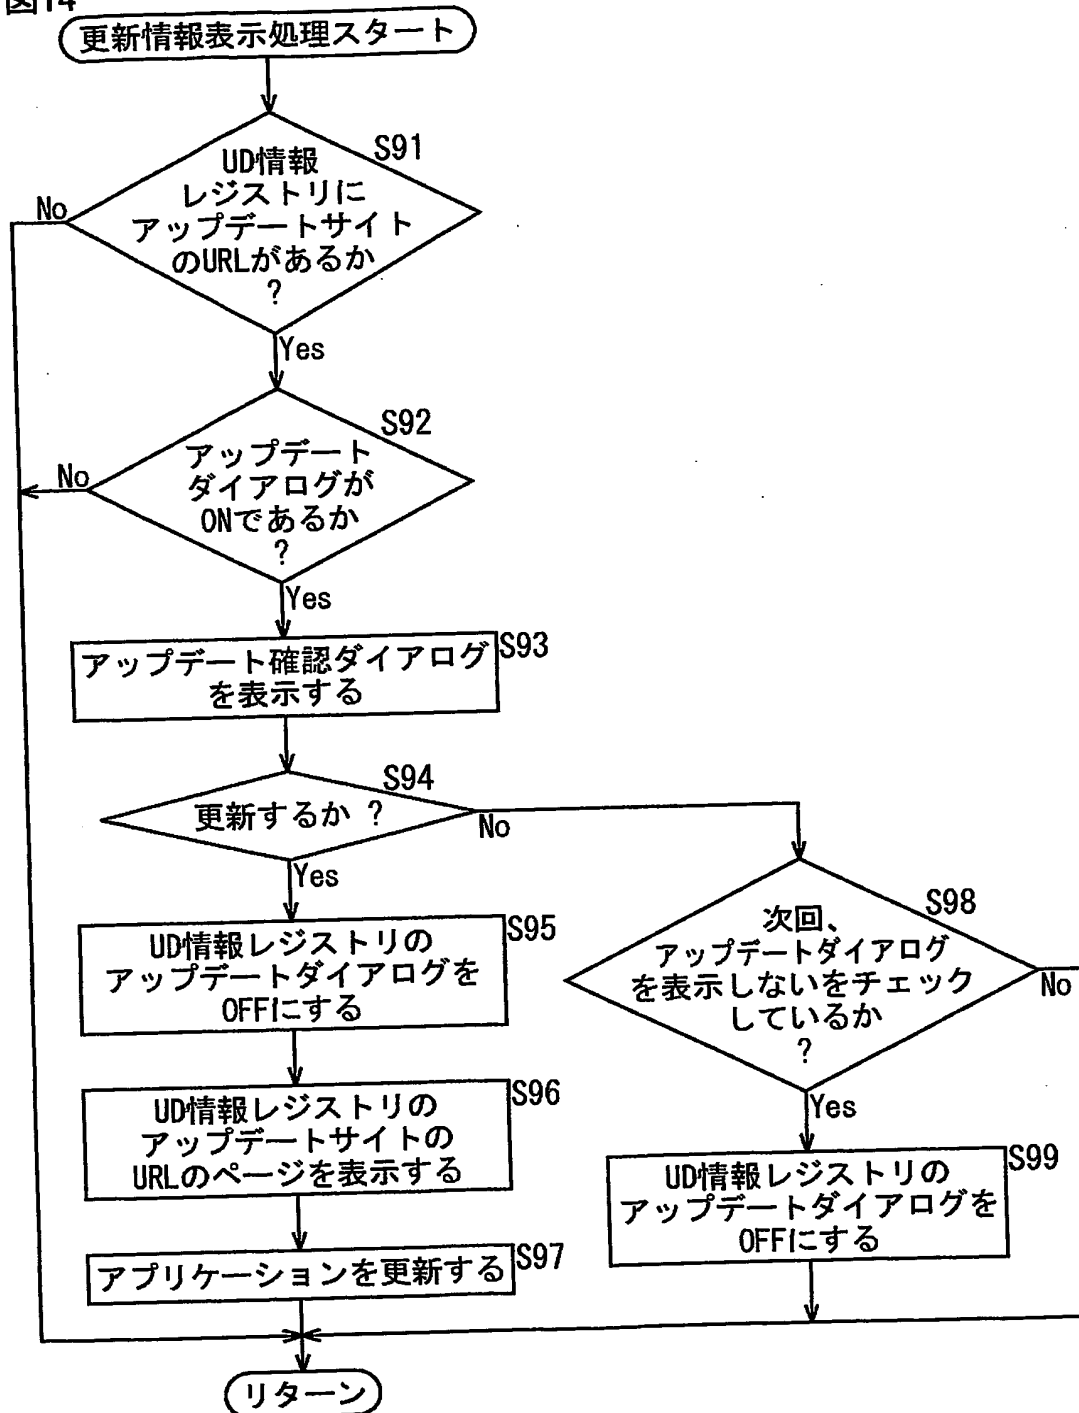 図14
更新情報表示処理スタート
S91
UD情報
レジストリに
アップデートサイト
のURLがあるか
?
No
Yes
S92
アップデート
ダイアログが
ONであるか
?
No
Yes
S93
アップデート確認ダイアログ
を表示する
S94
更新するか ?
No
Yes
S95
UD情報レジストリの
アップデートダイアログを
OFFにする
S96
UD情報レジストリの
アップデートサイトの
URLのページを表示する
S97
アプリケーションを更新する
S98
次回、
アップデートダイアログ
を表示しないをチェック
しているか
?
No
Yes
S99
UD情報レジストリの
アップデートダイアログを
OFFにする
リターン